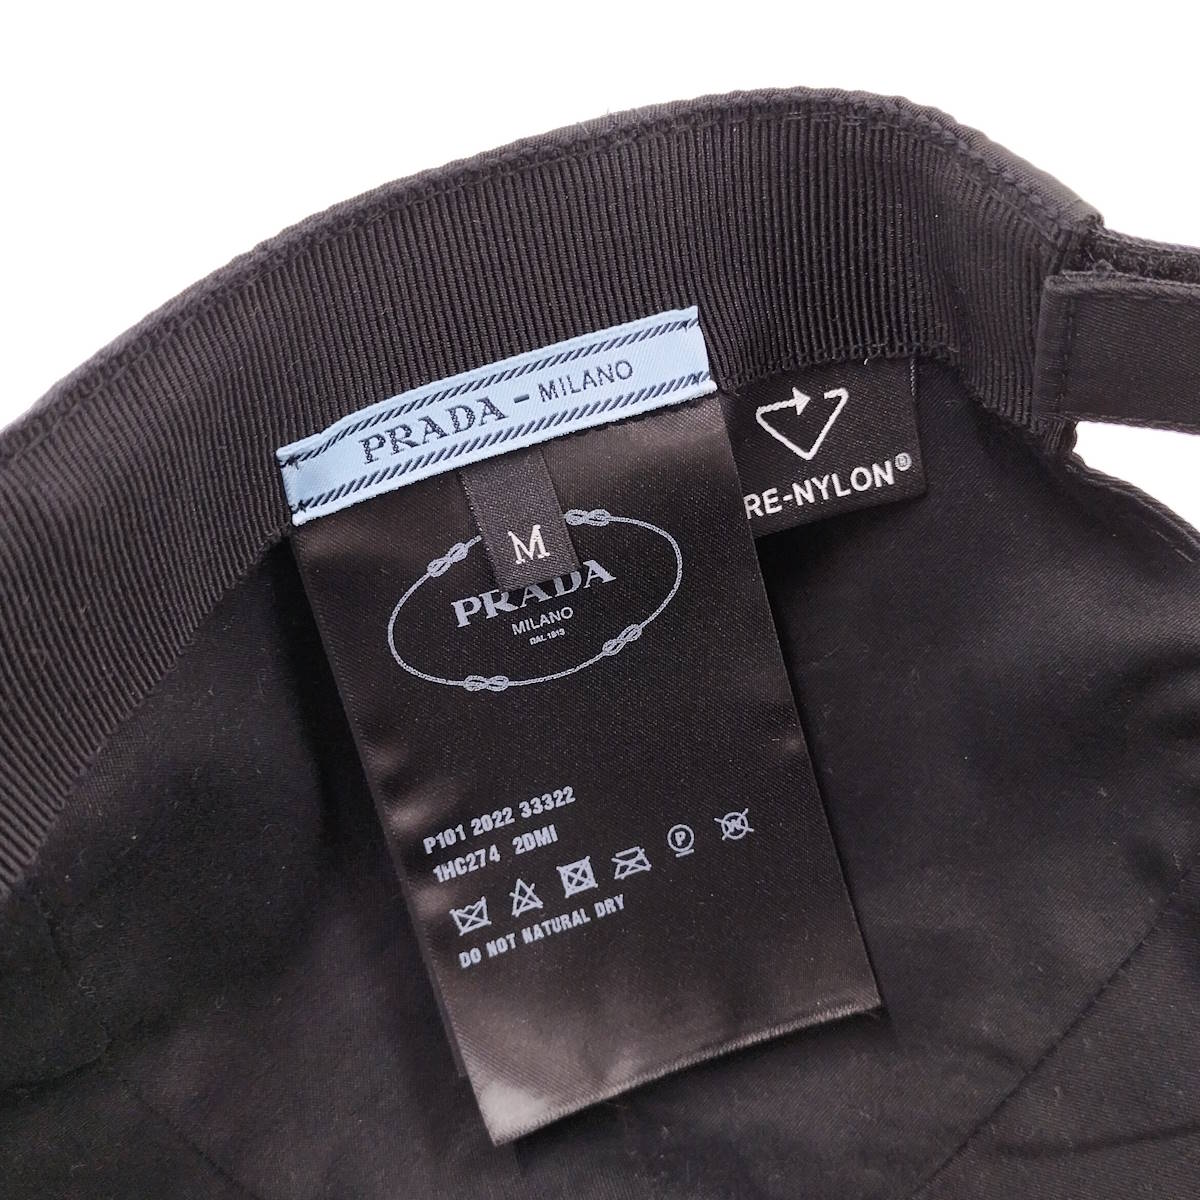 PRADA - MILANO
RE-NYLON®
M
PRADA
MILANO
DAL 1913
P101 2022 33322
1HC274 2DMI
P
W
DO NOT NATURAL DRY